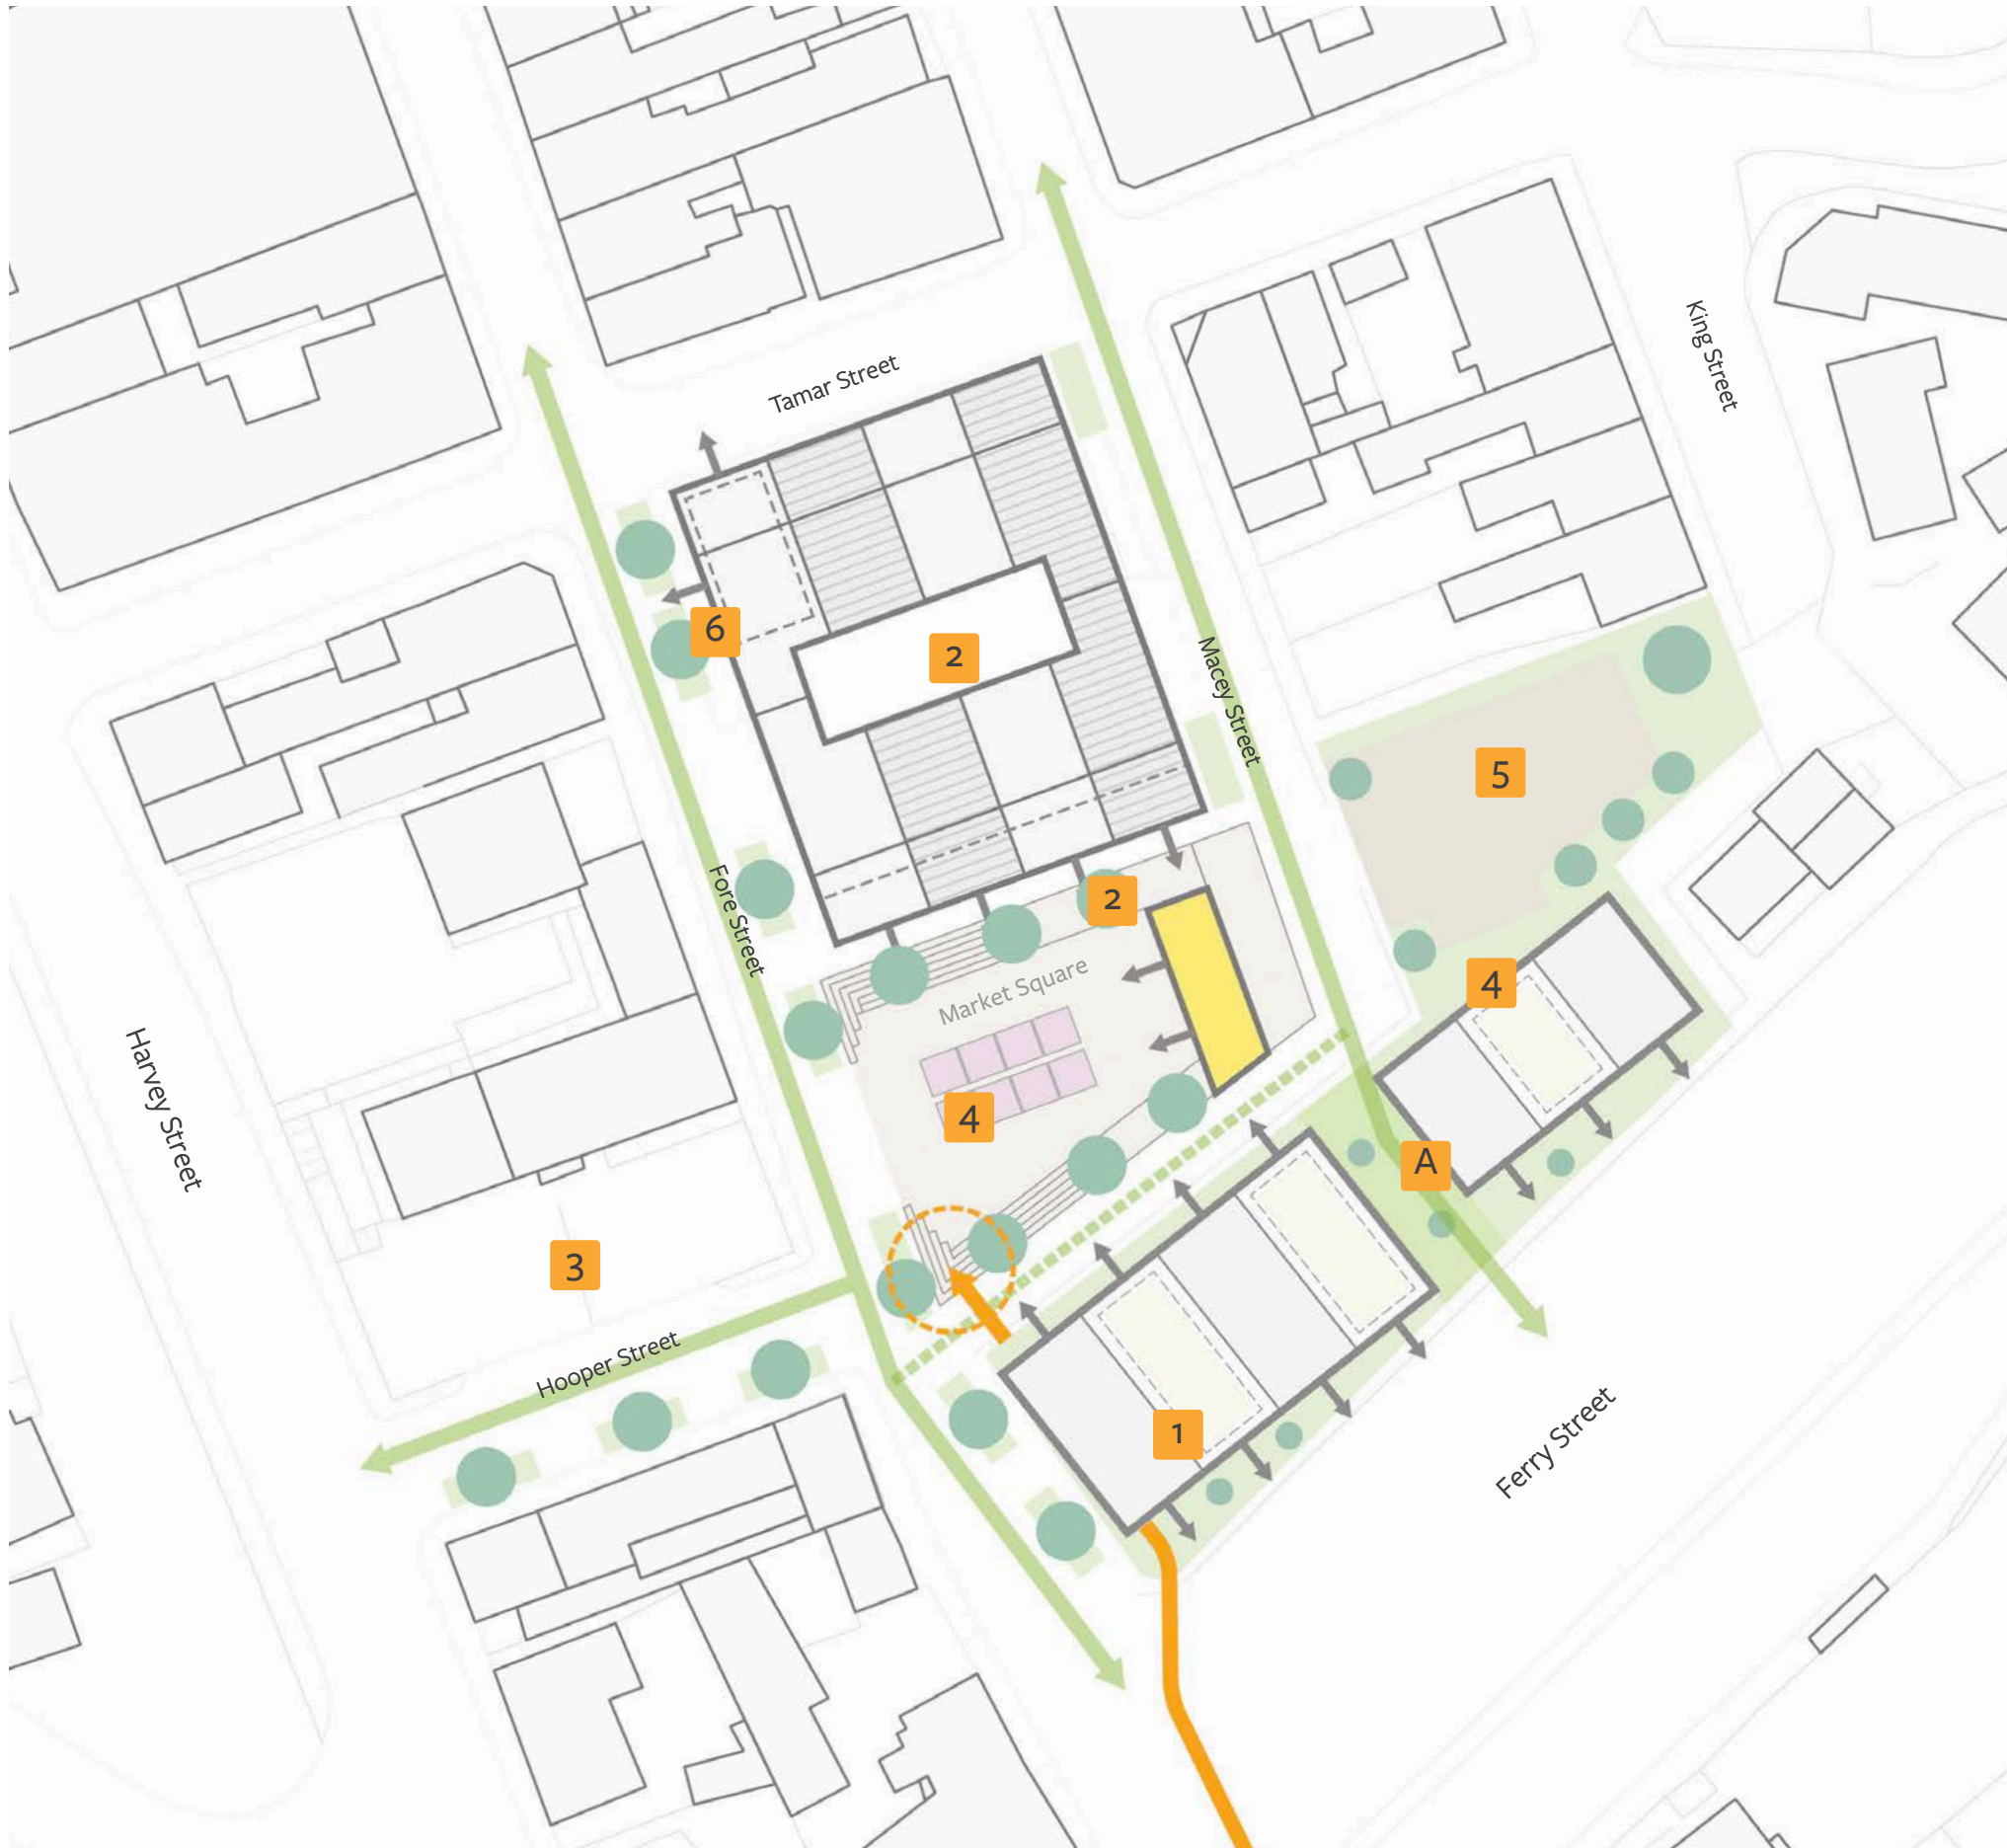 King Street
Tamar Street
6
2
Macey Street
5
2
Fore Street
Market Square
4
4
Harvey Street
A
3
Hooper Street
1
Ferry Street